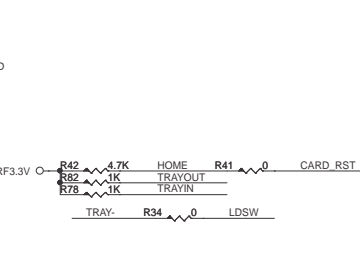 RF3.3V R42 4.7K HOME R41 0 CARD_RST
R82 1K TRAYOUT
R78 1K TRAYIN
TRAY- R34 0 LDSW